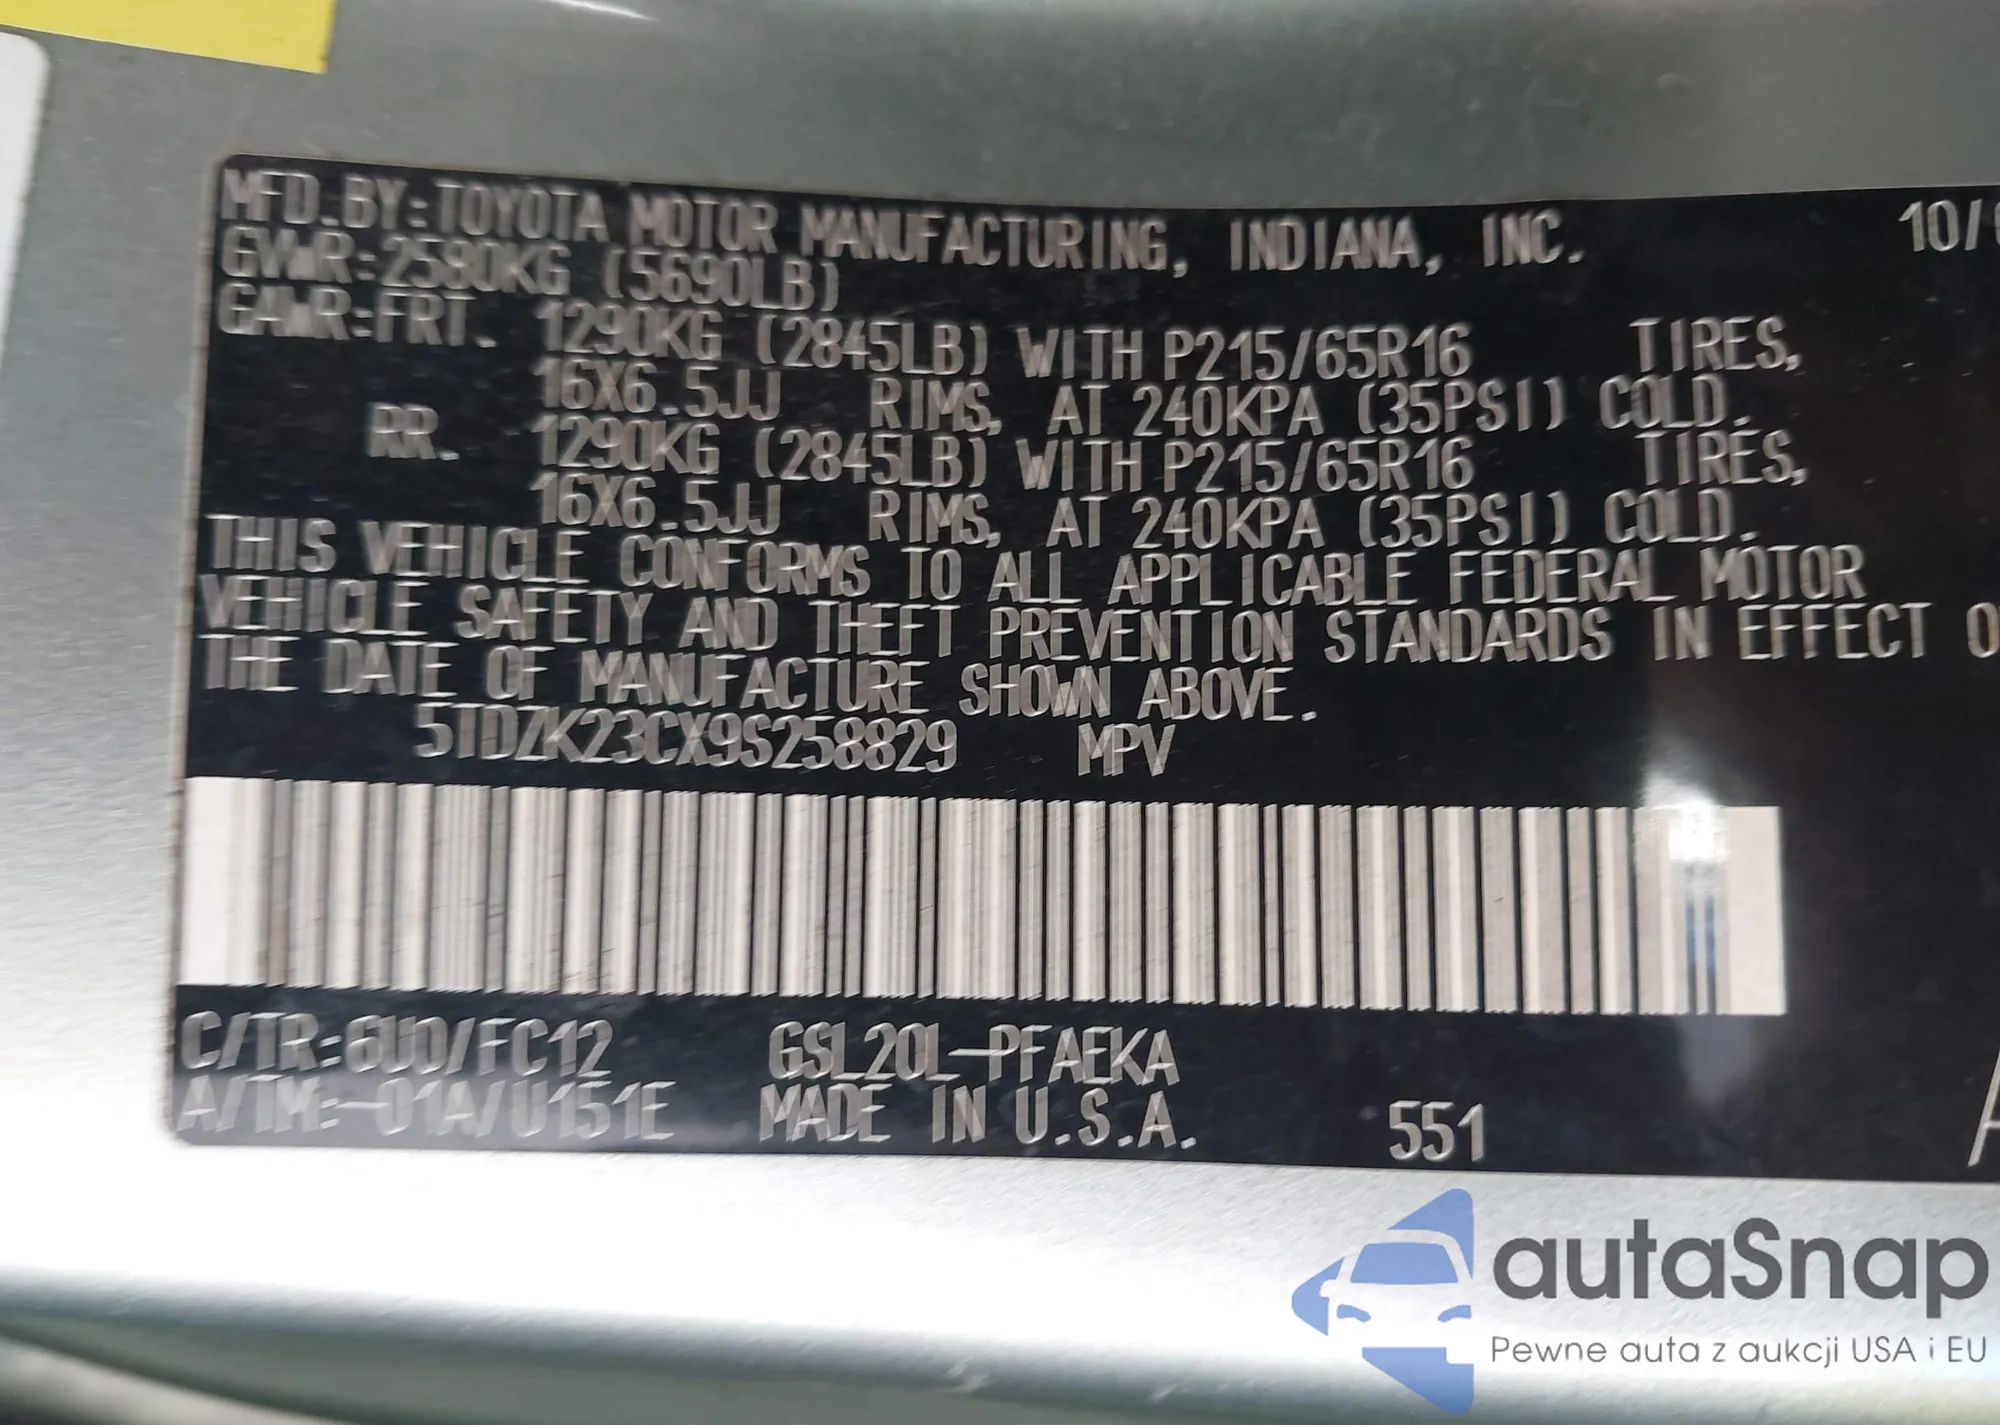 MFD.BY:TOYOTA MOTOR MANUFACTURING, INDIANA, INC. 10/
GVWR:2580KG (5690LB)
GAWR:FRT. 1290KG (2845LB) WITH P215/65R16 TIRES,
16X6.5JJ RIMS, AT 240KPA (35PSI) COLD.
RR. 1290KG (2845LB) WITH P215/65R16 TIRES,
16X6.5JJ RIMS, AT 240KPA (35PSI) COLD.
THIS VEHICLE CONFORMS TO ALL APPLICABLE FEDERAL MOTOR
VEHICLE SAFETY AND THEFT PREVENTION STANDARDS IN EFFECT O
THE DATE OF MANUFACTURE SHOWN ABOVE.
5TDZK23CX9S258829 MPV
C/TR:6U0/FC12 GSL20L-PFAEKA
A/TM:-01A/U151E MADE IN U.S.A. 551
autaSnap
Pewne auta z aukcji USA i EU